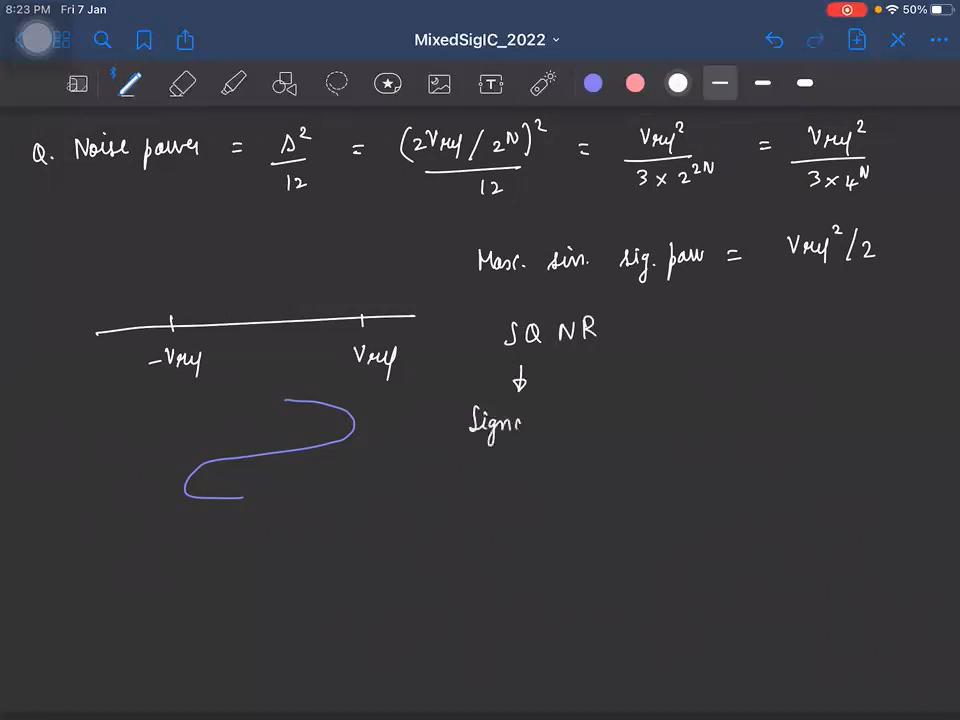 8:23 PM Fri 7 Jan
50%
MixedSigIC_2022
T
Q. Noise power = Δ²/12 = (2Vref/2^N)²/12 = Vref²/(3 × 2^2N) = Vref²/(3 × 4^N)
Max. sin. sig. pow = Vref²/2
SQNR
-Vref Vref
↓
Signa